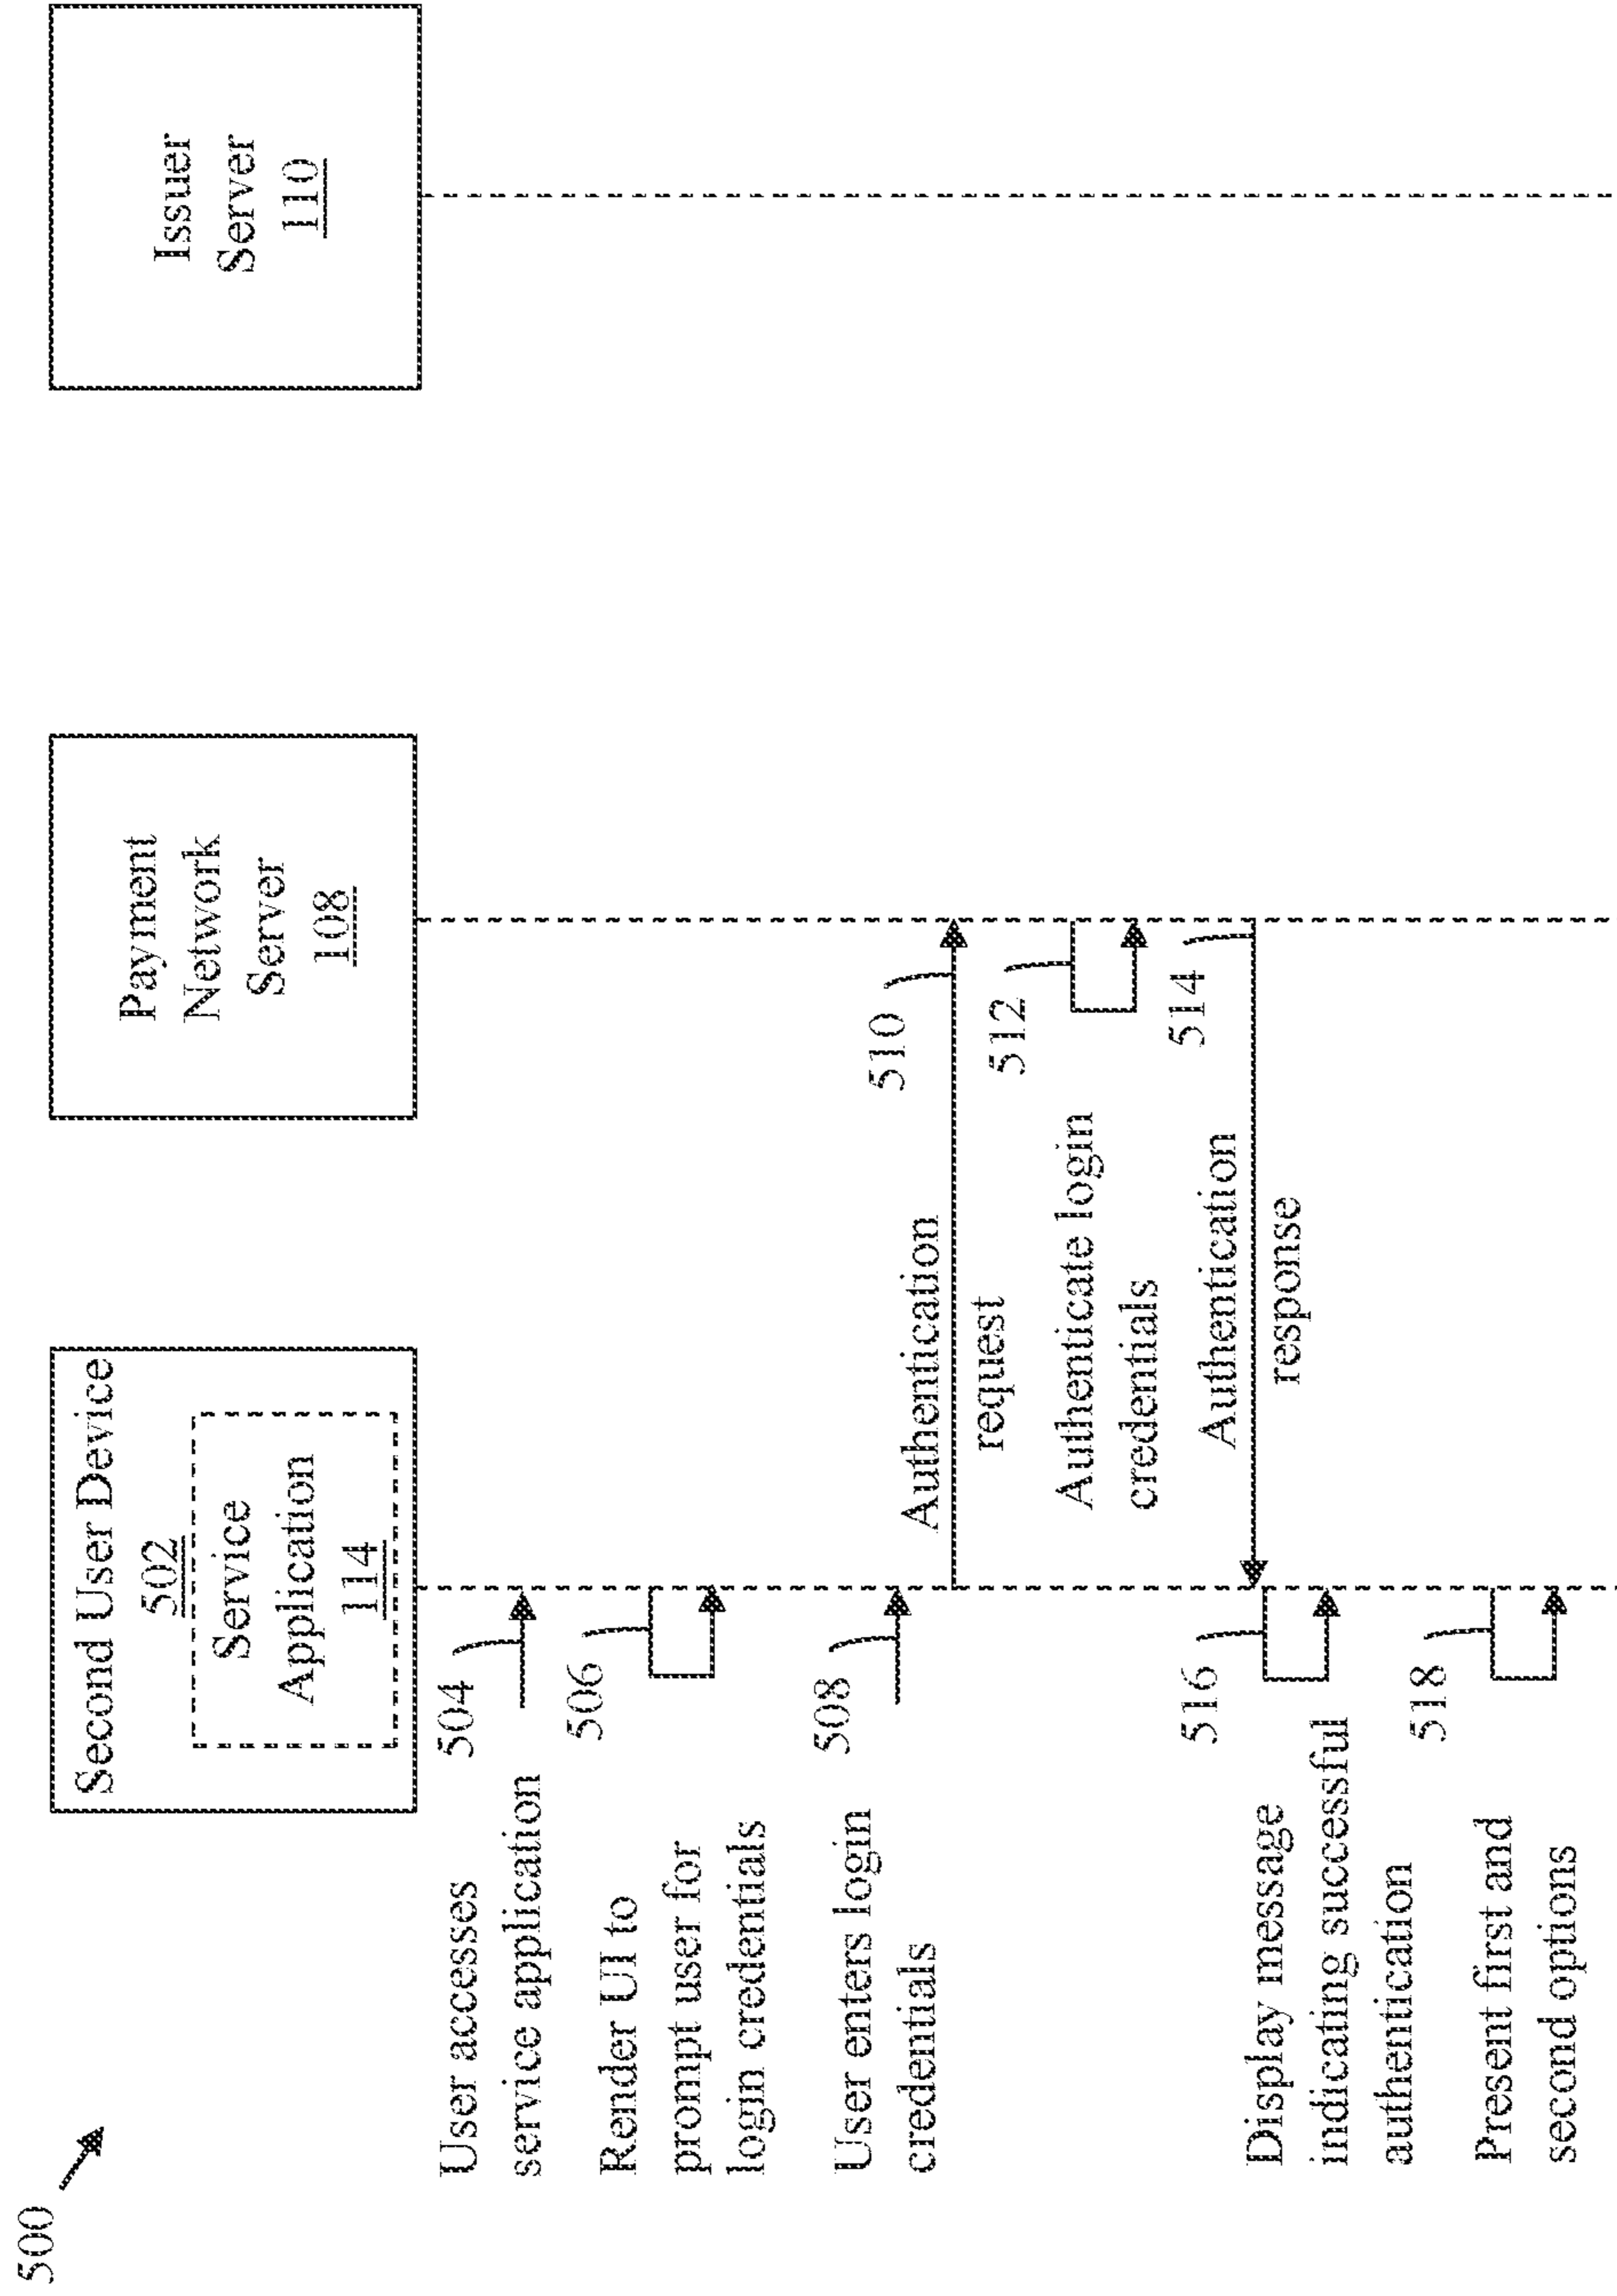 500
Second User Device
502
Service
Application
114
Payment
Network
Server
108
Issuer
Server
110
User accesses
service application
504
Render UI to
prompt user for
login credentials
506
User enters login
credentials
508
Authentication
request
510
Authenticate login
credentials
512
Authentication
response
514
Display message
indicating successful
authentication
516
Present first and
second options
518